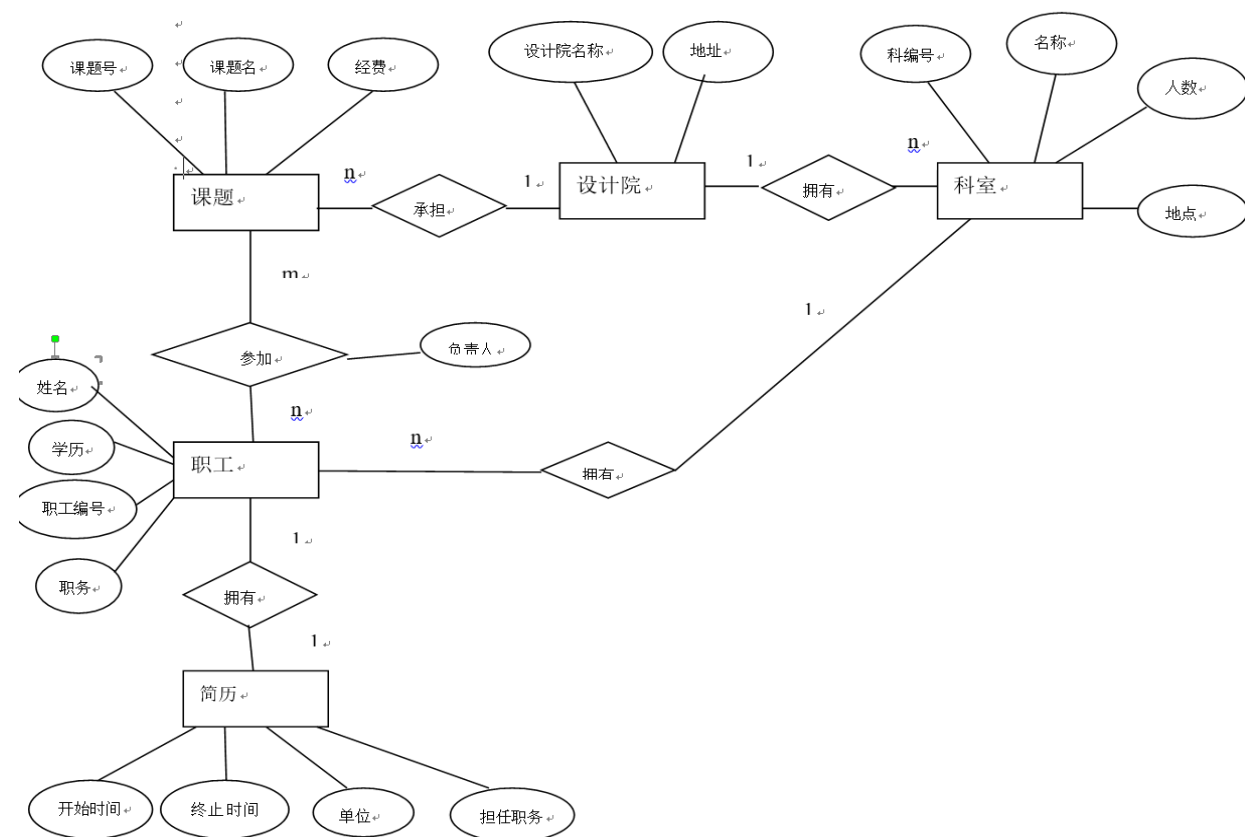 课题号
课题名
经费
设计院名称
地址
科编号
名称
人数
课题
n
承担
1
设计院
1
拥有
n
科室
地点
m
1
参加
负责人
姓名
n
n
学历
职工
拥有
职工编号
1
职务
拥有
1
简历
开始时间
终止时间
单位
担任职务